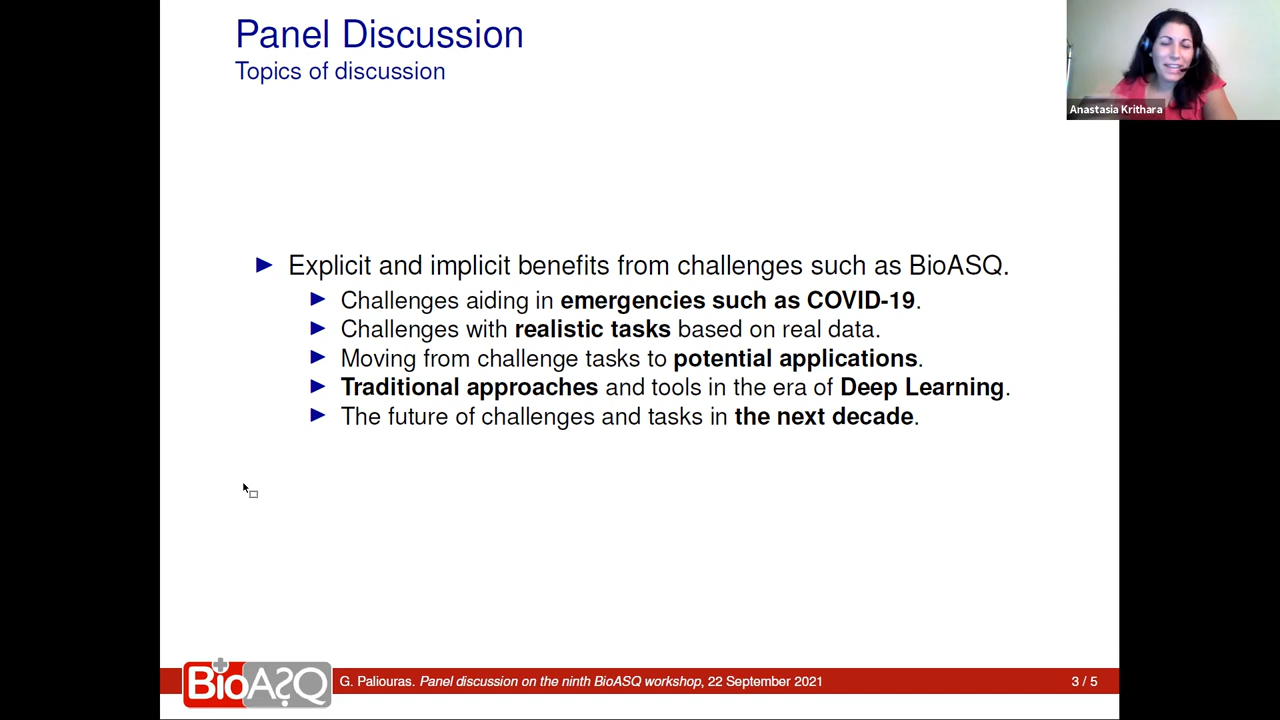 Panel Discussion
Topics of discussion
Anastasia Krithara
Explicit and implicit benefits from challenges such as BioASQ.
Challenges aiding in emergencies such as COVID-19.
Challenges with realistic tasks based on real data.
Moving from challenge tasks to potential applications.
Traditional approaches and tools in the era of Deep Learning.
The future of challenges and tasks in the next decade.
BioASQ
G. Paliouras. Panel discussion on the ninth BioASQ workshop, 22 September 2021
3 / 5